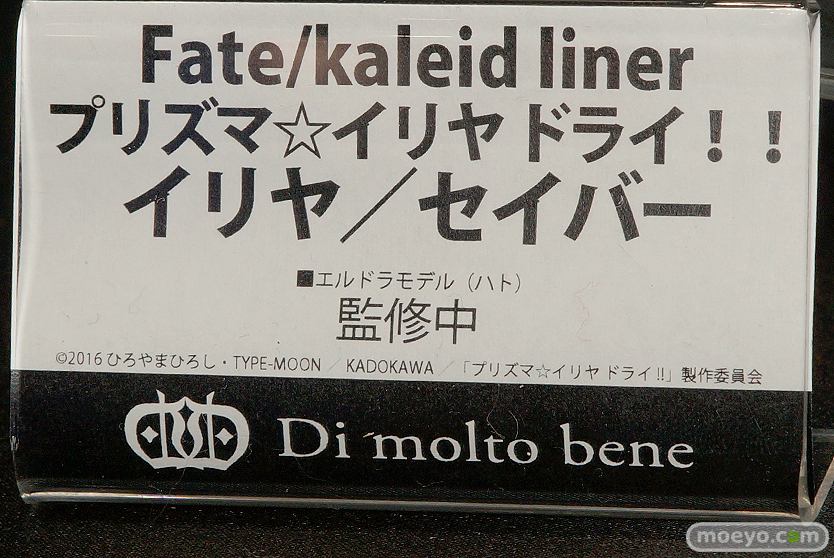 Fate/kaleid liner
プリズマ☆イリヤ ドライ！！
イリヤ／セイバー
■エルドラモデル（ハト）
監修中
©2016 ひろやまひろし・TYPE-MOON ／ KADOKAWA ／「プリズマ☆イリヤ ドライ!!」製作委員会
Di molto bene
moeyo.com